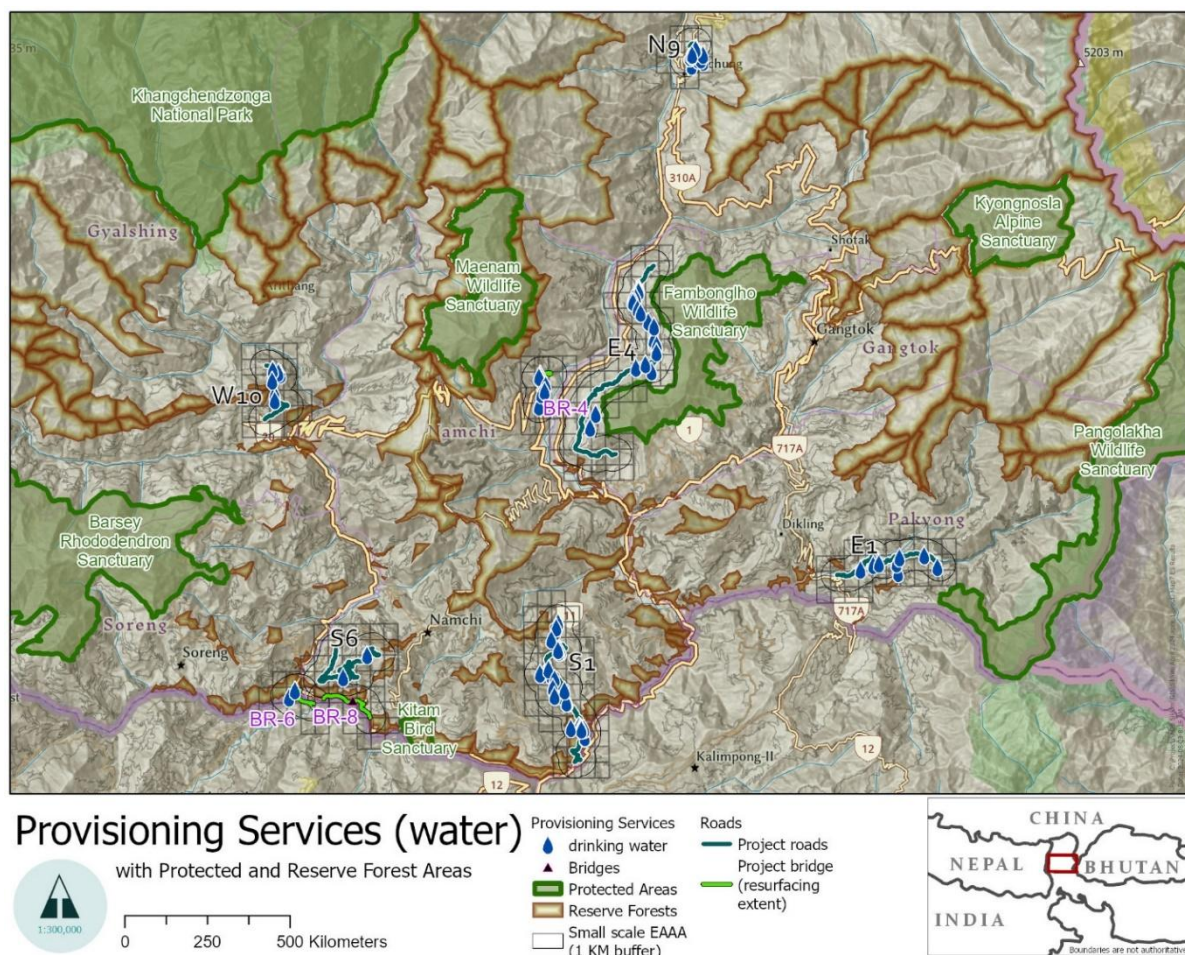 N9
5203 m
Khangchendzonga
National Park
310A
Gyalshing
Kyongnosla
Alpine
Sanctuary
Shotak
Maenam
Wildlife
Sanctuary
Fambonglho
Wildlife
Sanctuary
E4
Gangtok
Gangtok
W10
BR-4
amchi
1
717A
Pangolakha
Wildlife
Sanctuary
Barsey
Rhododendron
Sanctuary
Dikling
Pakyong
E1
717A
Soreng
Namchi
S6
S1
Soreng
BR-6
BR-8
Kitam
Bird
Sanctuary
Kalimpong-II
12
12
Provisioning Services (water)
with Protected and Reserve Forest Areas
1:300,000
0 250 500 Kilometers
Provisioning Services
drinking water
Bridges
Protected Areas
Reserve Forests
Small scale EAAA
(1 KM buffer)
Roads
Project roads
Project bridge
(resurfacing
extent)
CHINA
NEPAL
BHUTAN
INDIA
Boundaries are not authoritative